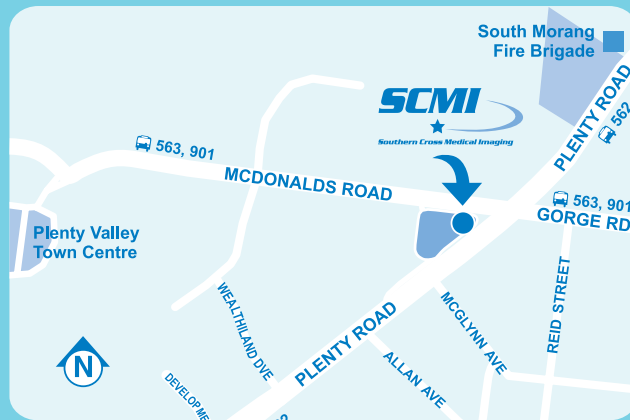 South Morang
Fire Brigade
SCMI
Southern Cross Medical Imaging
PLENTY ROAD
562
563, 901
MCDONALDS ROAD
563, 901
GORGE RD
Plenty Valley
Town Centre
WEALTHILAND DVE
PLENTY ROAD
MCGLYNN AVE
REID STREET
ALLAN AVE
N